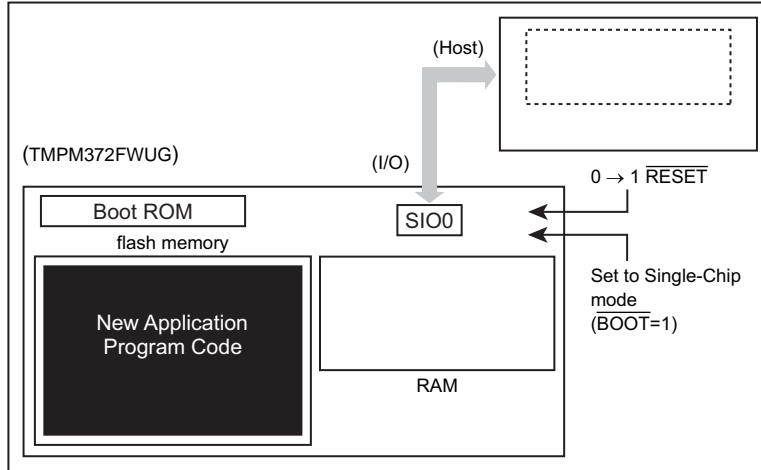 (Host)
(TMPM372FWUG)
(I/O)
0 → 1 RESET
Boot ROM
SIO0
flash memory
Set to Single-Chip
mode
(BOOT=1)
New Application
Program Code
RAM